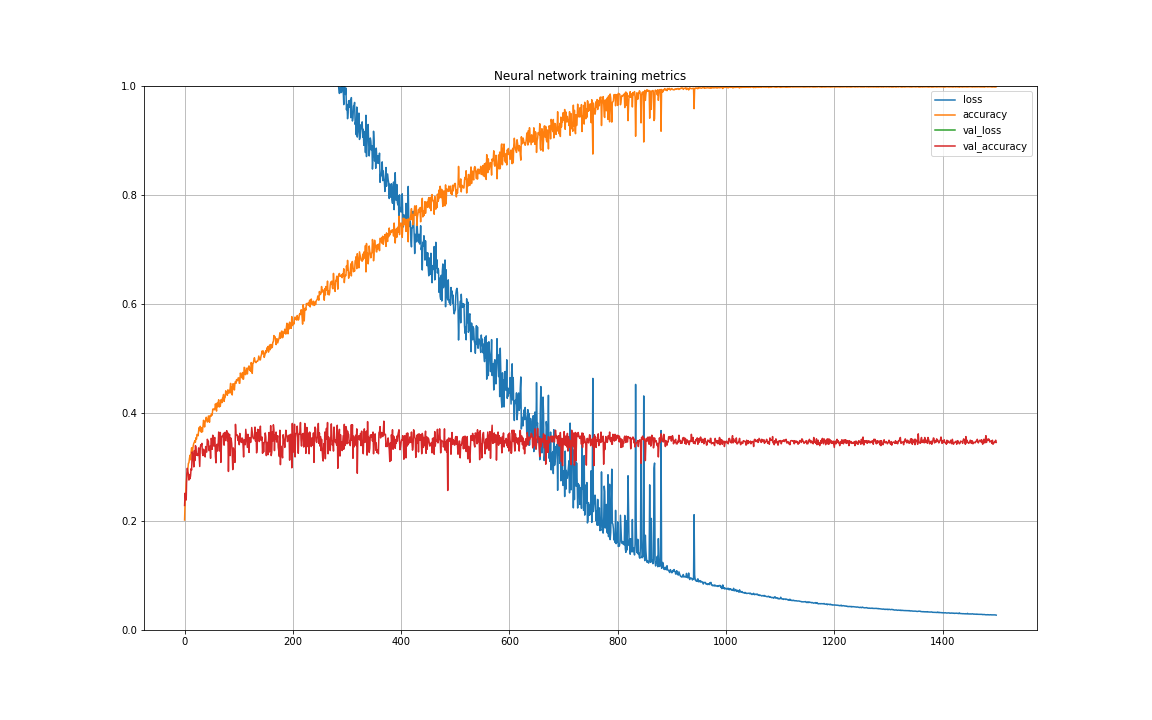 Neural network training metrics
1.0
0.8
0.6
0.4
0.2
0.0
loss
accuracy
val_loss
val_accuracy
0 200 400 600 800 1000 1200 1400